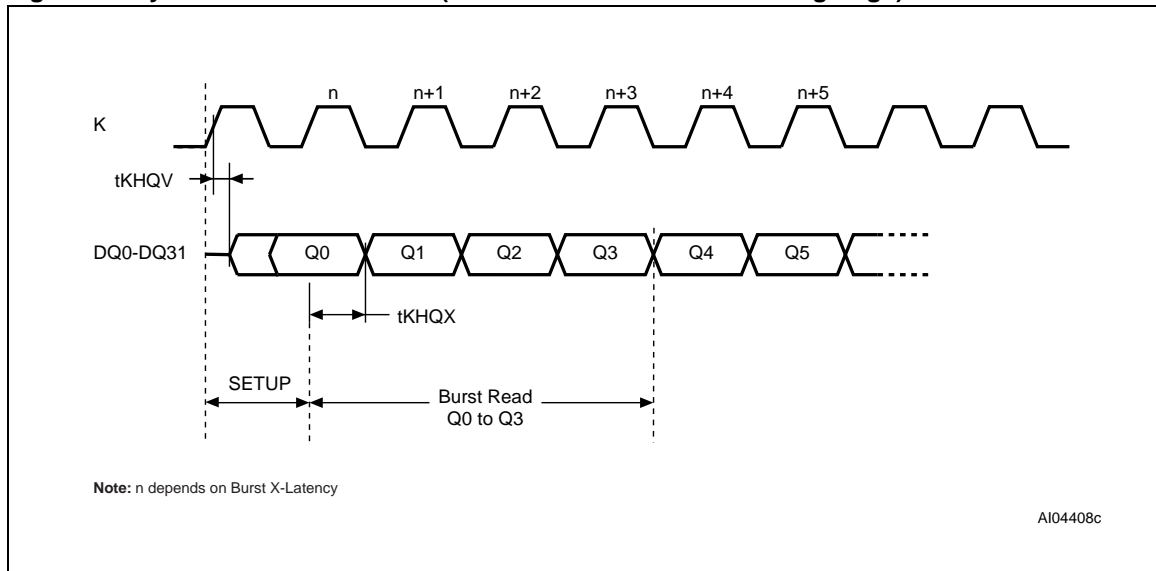 n n+1 n+2 n+3 n+4 n+5
K
tKHQV
DQ0-DQ31 Q0 Q1 Q2 Q3 Q4 Q5
tKHQX
SETUP
Burst Read
Q0 to Q3
Note: n depends on Burst X-Latency
AI04408c